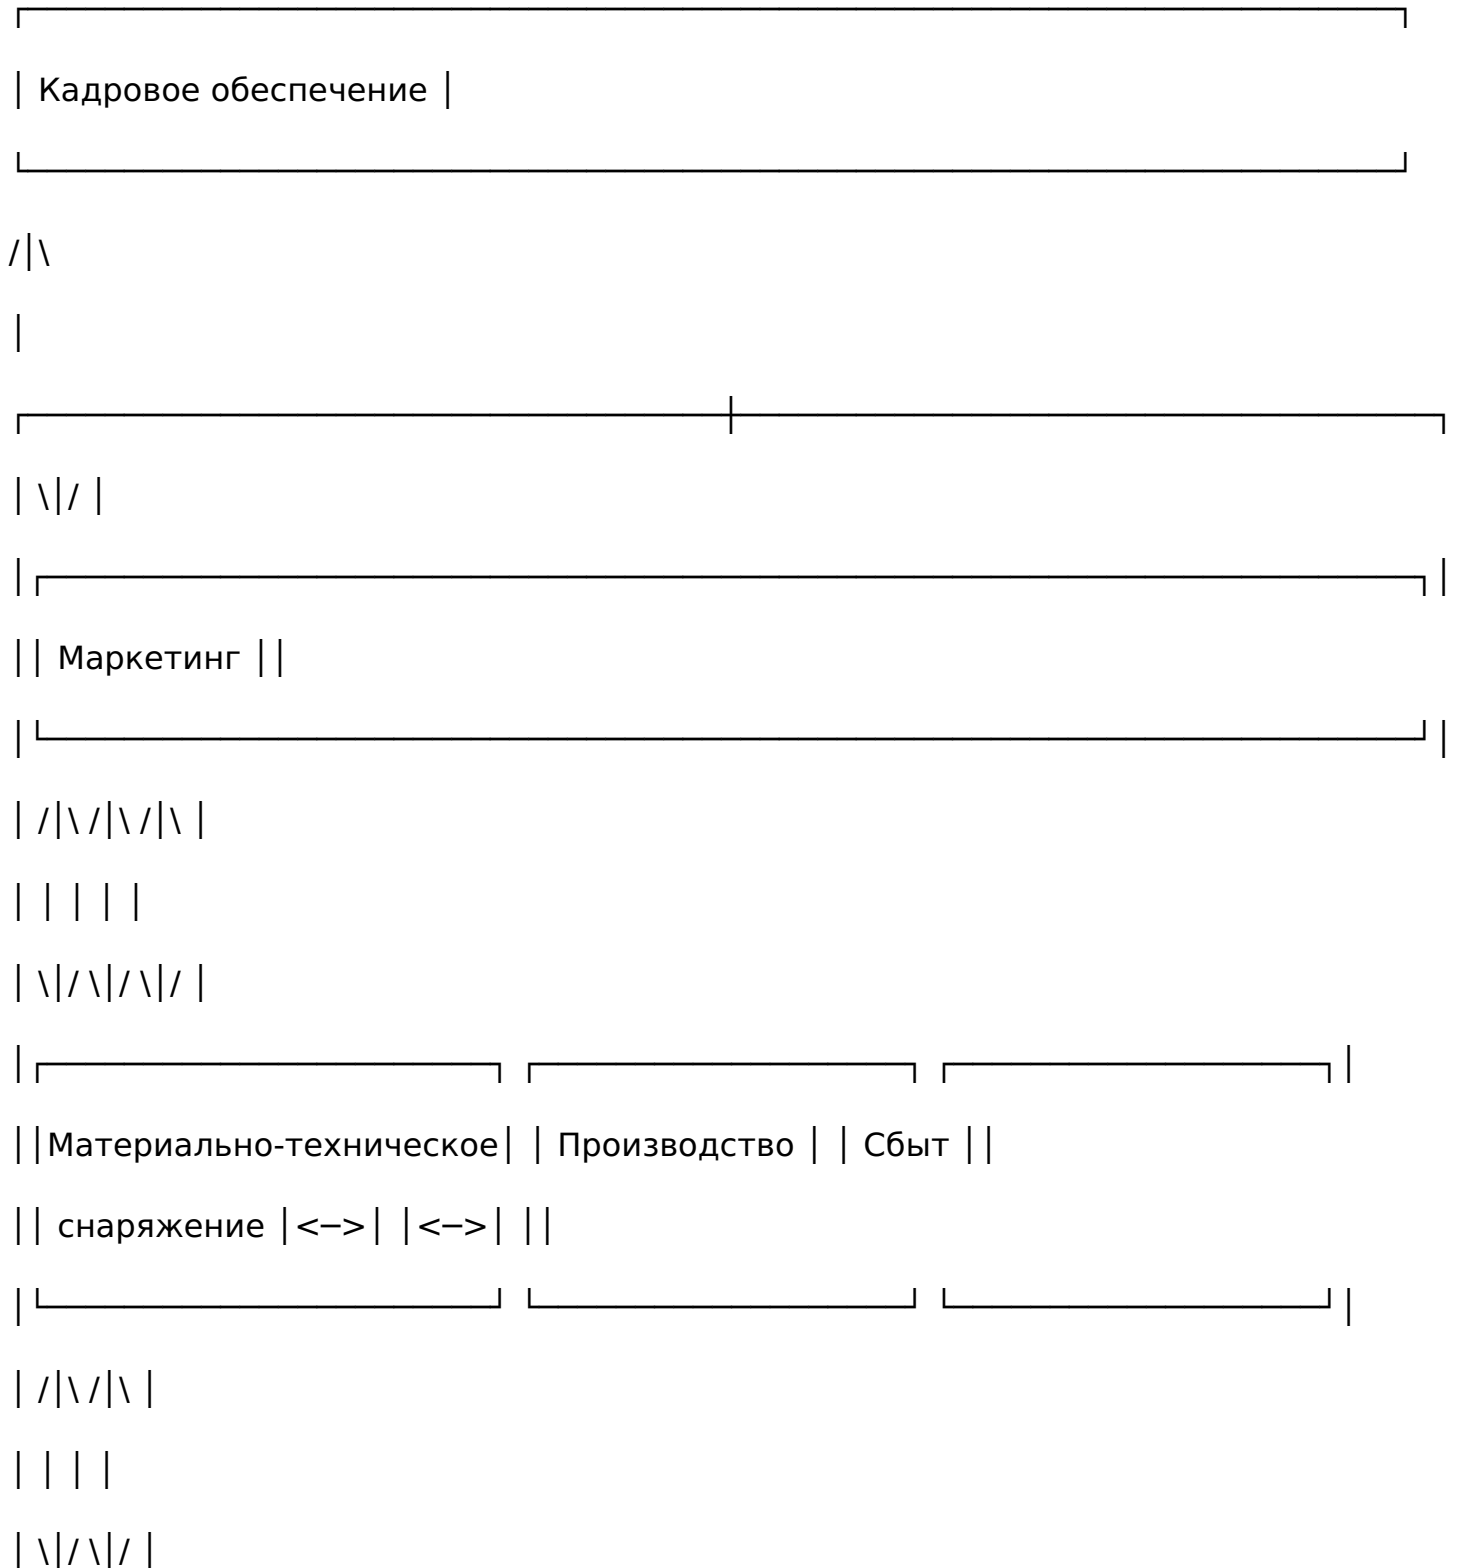 ┌────────────────────────────────────────────────────────────────────────┐
│ Кадровое обеспечение │
└────────────────────────────────────────────────────────────────────────┘
/│\
│
┌─────────────────────────────────────┼─────────────────────────────────────┐
│ \│/ │
│┌────────────────────────────────────────────────────────────────────────┐│
││ Маркетинг ││
│└────────────────────────────────────────────────────────────────────────┘│
│ /│\ /│\ /│\ │
│ │ │ │ │
│ \│/ \│/ \│/ │
│┌────────────────────────┐ ┌────────────────────┐ ┌────────────────────┐│
││Материально-техническое│ │ Производство │ │ Сбыт ││
││ снаряжение │<─>│ │<─>│ ││
│└────────────────────────┘ └────────────────────┘ └────────────────────┘│
│ /│\ /│\ │
│ │ │ │
│ \│/ \│/ │